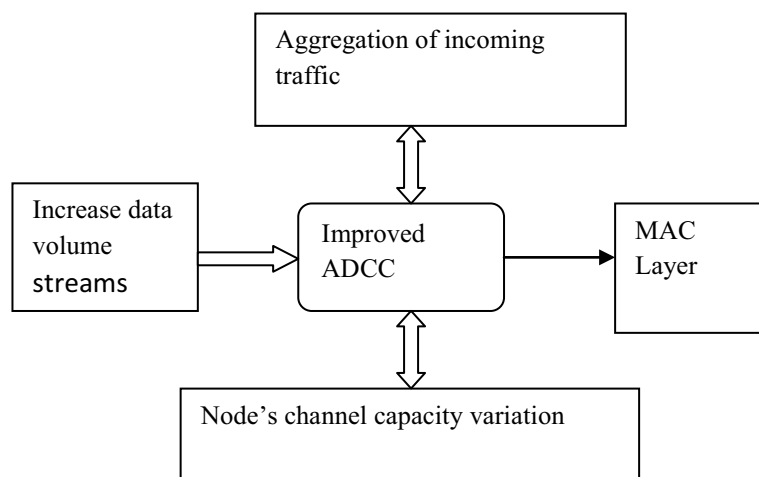 Aggregation of incoming
traffic
Increase data
volume
streams
Improved
ADCC
MAC
Layer
Node's channel capacity variation